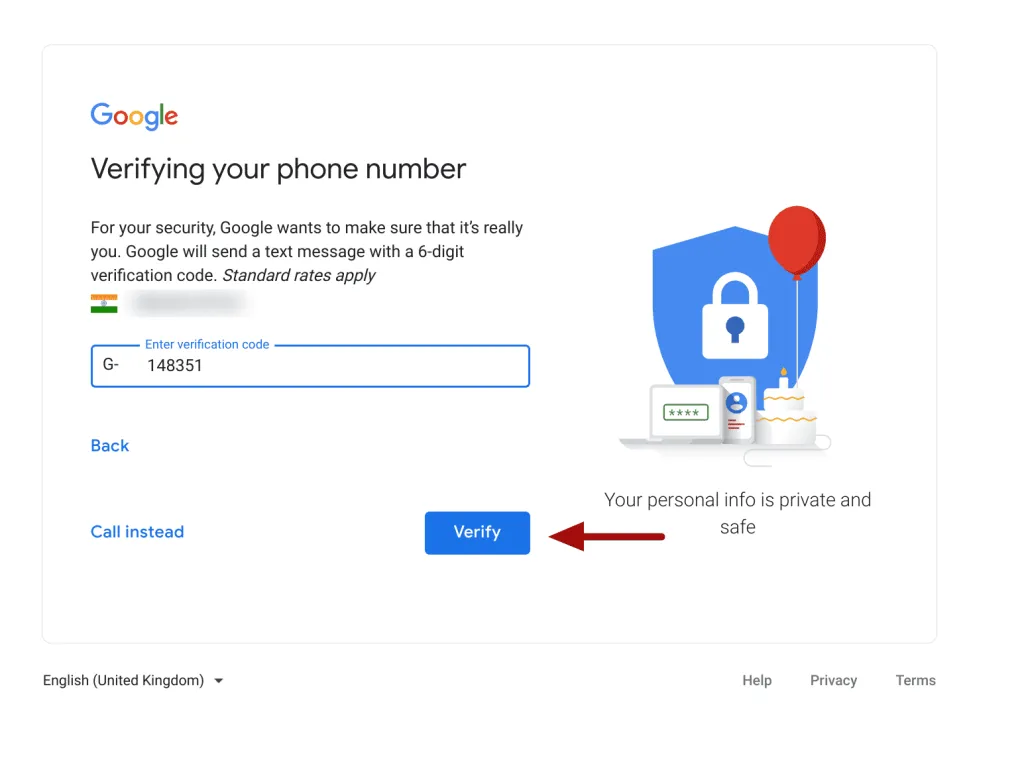 Google
Verifying your phone number
For your security, Google wants to make sure that it's really
you. Google will send a text message with a 6-digit
verification code. Standard rates apply
Enter verification code
G- 148351
Back
Call instead
Verify
****
Your personal info is private and
safe
English (United Kingdom)
Help
Privacy
Terms